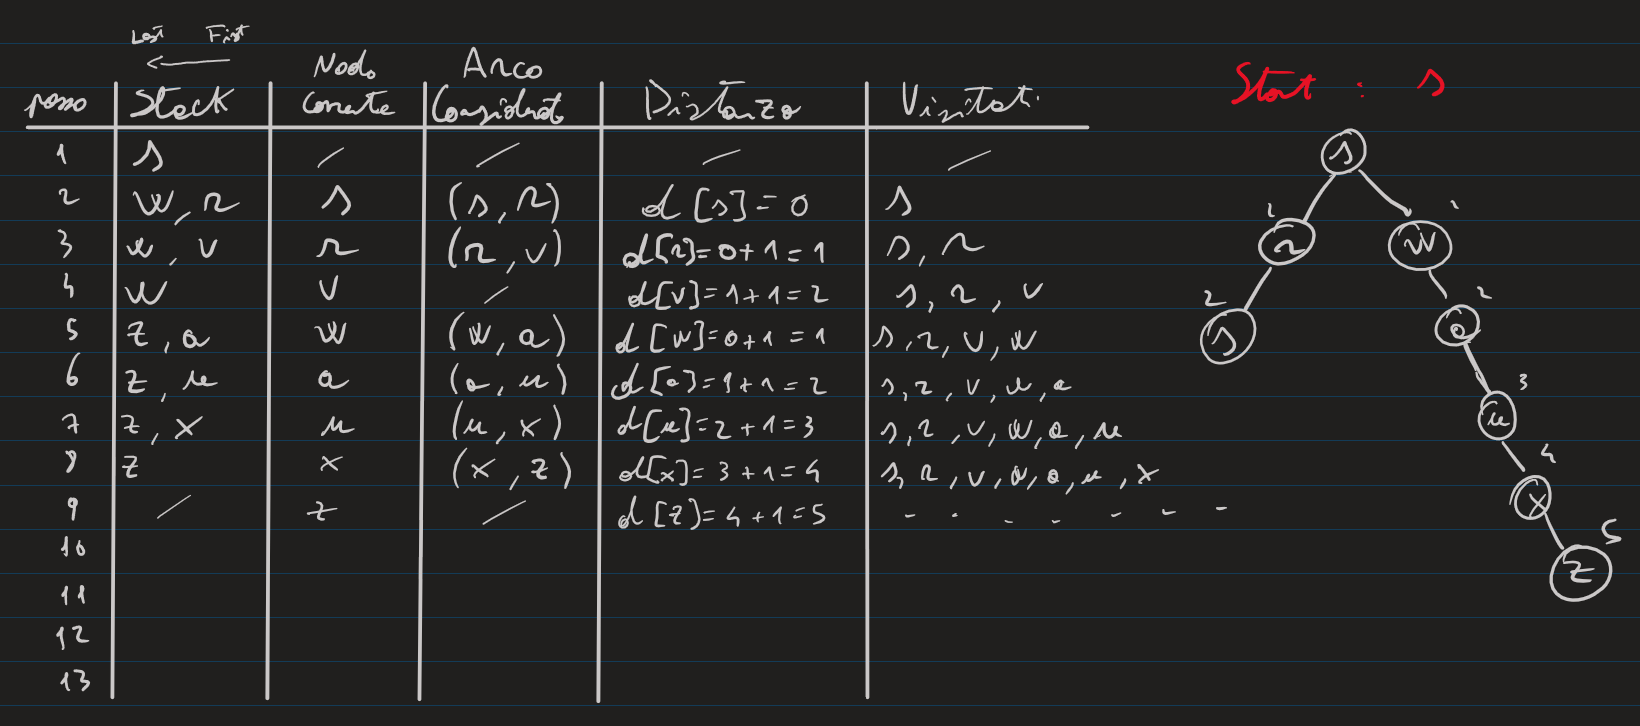 Last First
passo Stack Nodo Corrente Arco Considerat Distanza Visitati
1 s / / / /
2 w, r s (s, r) d[s]=0 s
3 w, v r (r, v) d[r]=0+1=1 s, r
4 w v / d[v]=1+1=2 s, r, v
5 z, a w (w, a) d[w]=0+1=1 s, r, v, w
6 z, u a (a, u) d[a]=1+1=2 s, r, v, w, a
7 z, x u (u, x) d[u]=2+1=3 s, r, v, w, a, u
8 z x (x, z) d[x]=3+1=4 s, r, v, w, a, u, x
9 / z / d[z]=4+1=5 - - - - - - -
10
11
12
13
Start : s
s
1 1
r w
2 2
s a
3
u
4
x
5
z